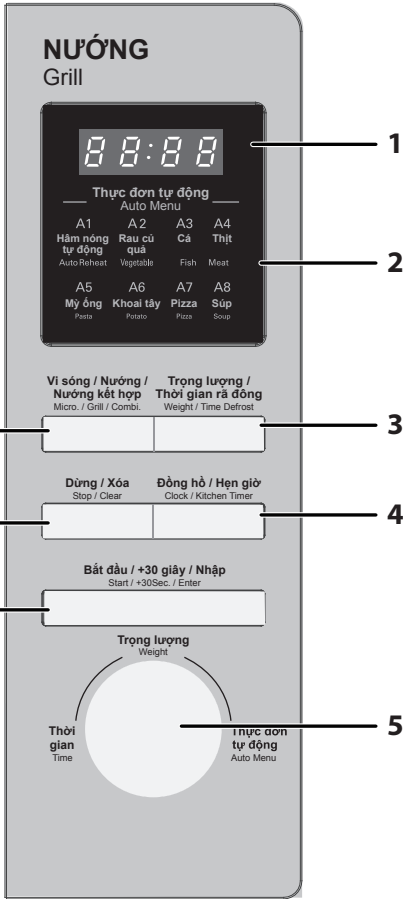 NƯỚNG
Grill
88:88
1
Thực đơn tự động
Auto Menu
A1 A2 A3 A4
Hâm nóng tự động Rau củ quả Cá Thịt
Auto Reheat Vegetable Fish Meat
2
A5 A6 A7 A8
Mỳ ống Khoai tây Pizza Súp
Pasta Potato Pizza Soup
Vi sóng / Nướng / Nướng kết hợp
Micro. / Grill / Combi.
Trọng lượng / Thời gian rã đông
Weight / Time Defrost
3
Dừng / Xóa
Stop / Clear
Đồng hồ / Hẹn giờ
Clock / Kitchen Timer
4
Bắt đầu / +30 giây / Nhập
Start / +30Sec. / Enter
Trọng lượng
Weight
Thời
gian
Time
5
Thực đơn
tự động
Auto Menu